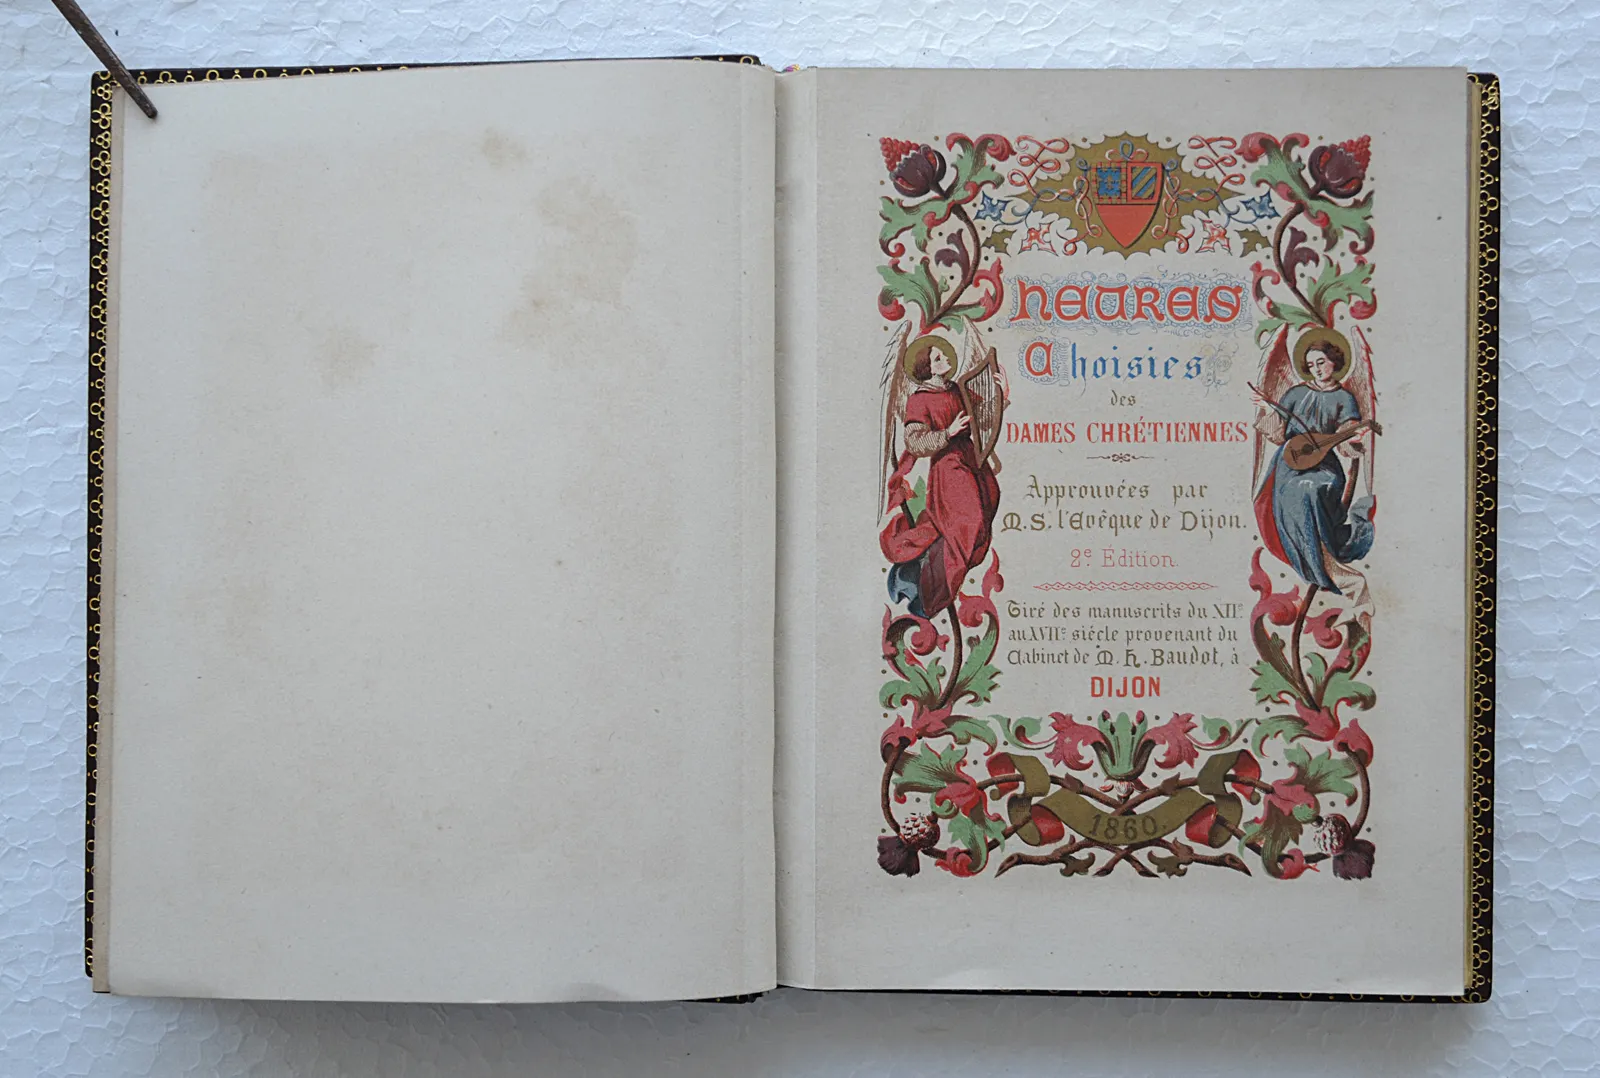 HEURES
Choisies
des
DAMES CHRÉTIENNES
Approuvées par
M.S. l'Evêque de Dijon.
2e. Édition.
Tiré des manuscrits du XIIe.
au XVIIe siècle provenant du
Cabinet de M. H. Baudot, à
DIJON
1860.